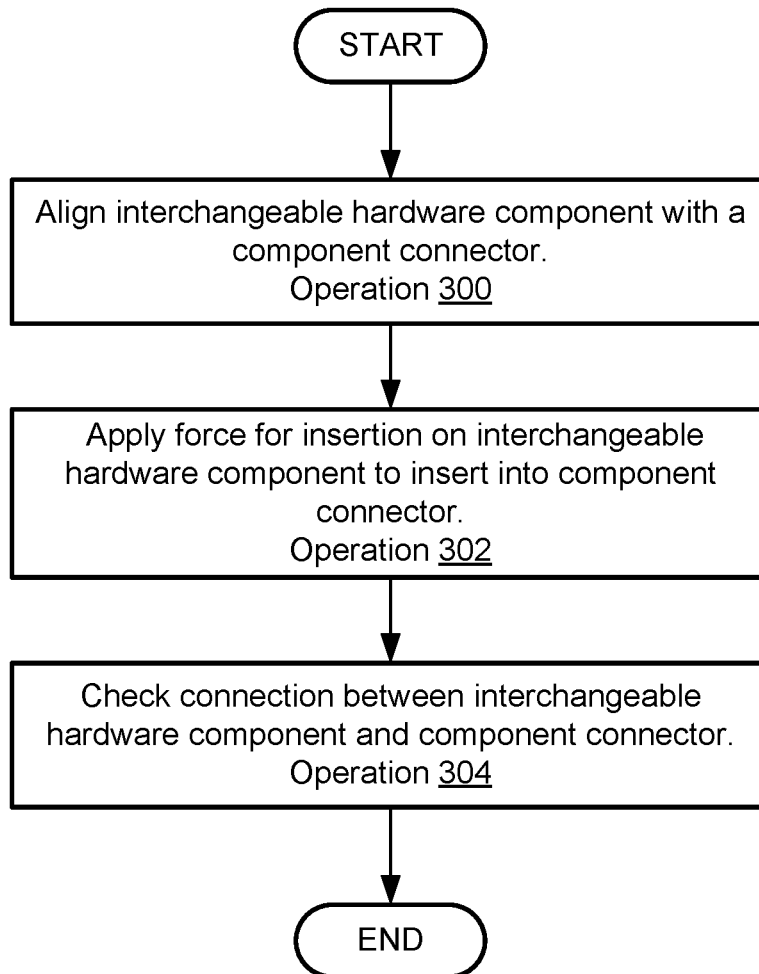 START
Align interchangeable hardware component with a
component connector.
Operation 300
Apply force for insertion on interchangeable
hardware component to insert into component
connector.
Operation 302
Check connection between interchangeable
hardware component and component connector.
Operation 304
END